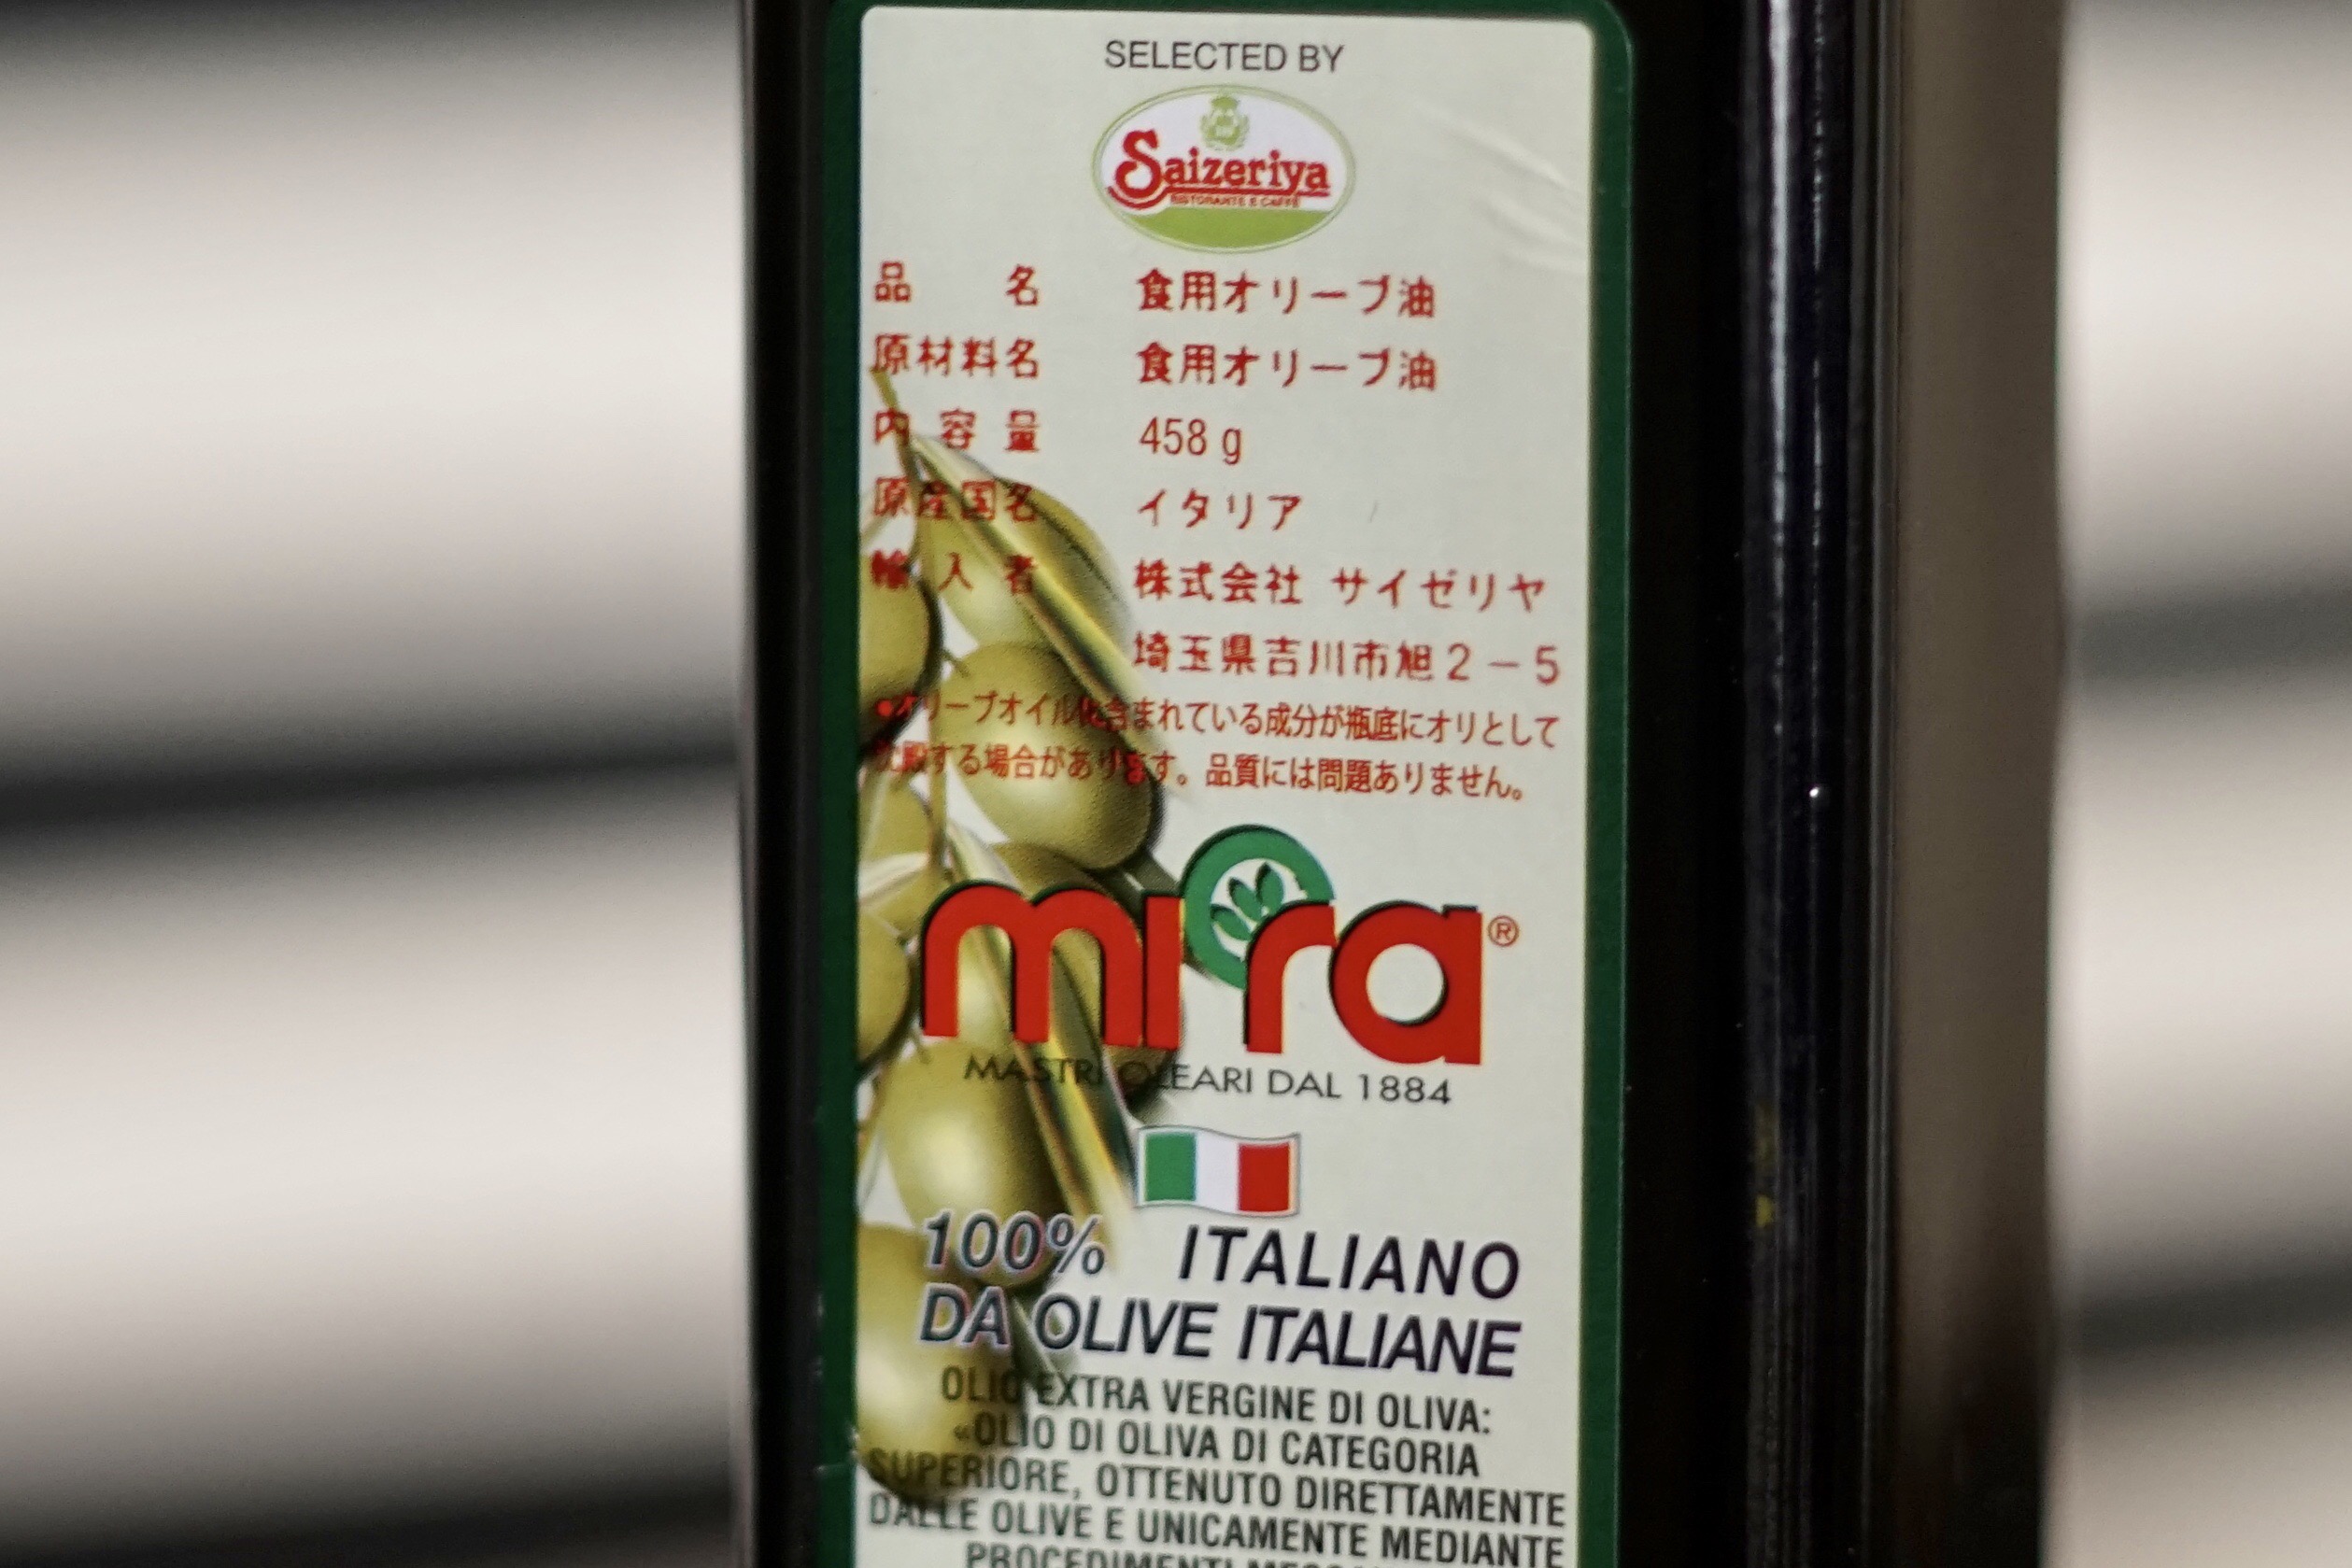 SELECTED BY
Saizeriya
RISTORANTE E CAFFÈ
品名 食用オリーブ油
原材料名 食用オリーブ油
内容量 458 g
原産国名 イタリア
輸入者 株式会社 サイゼリヤ
埼玉県吉川市旭2-5
•オリーブオイルに含まれている成分が瓶底にオリとして
沈殿する場合があります。品質には問題ありません。
mira®
MASTRI OLEARI DAL 1884
100% ITALIANO
DA OLIVE ITALIANE
OLIO EXTRA VERGINE DI OLIVA:
«OLIO DI OLIVA DI CATEGORIA
SUPERIORE, OTTENUTO DIRETTAMENTE
DALLE OLIVE E UNICAMENTE MEDIANTE
PROCEDIMENTI